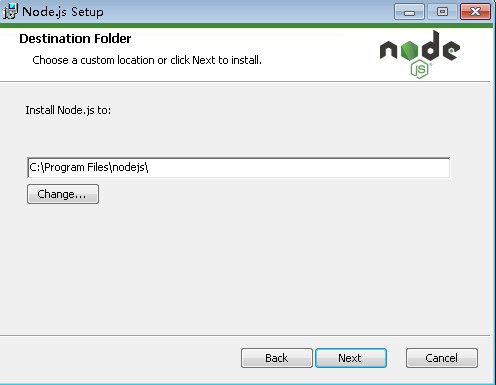 Node.js Setup
Destination Folder
Choose a custom location or click Next to install.
node
JS
Install Node.js to:
C:\Program Files\nodejs\
Change...
Back
Next
Cancel